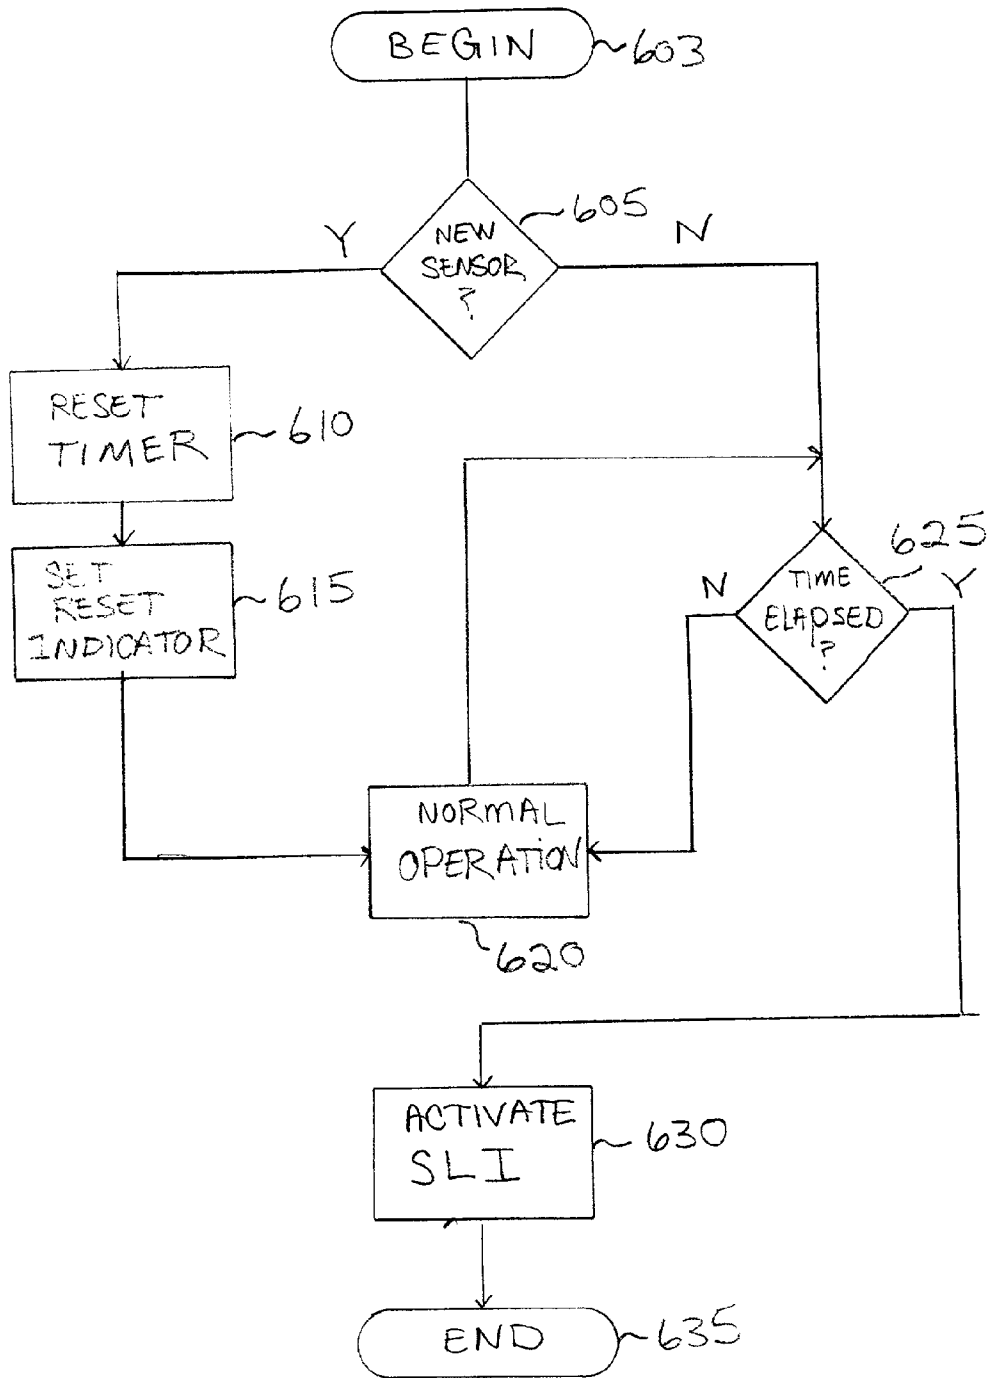 BEGIN
603
NEW
SENSOR
?
605
Y
N
RESET
TIMER
610
SET
RESET
INDICATOR
615
TIME
ELAPSED
?
625
N
Y
NORMAL
OPERATION
620
ACTIVATE
SLI
630
END
635